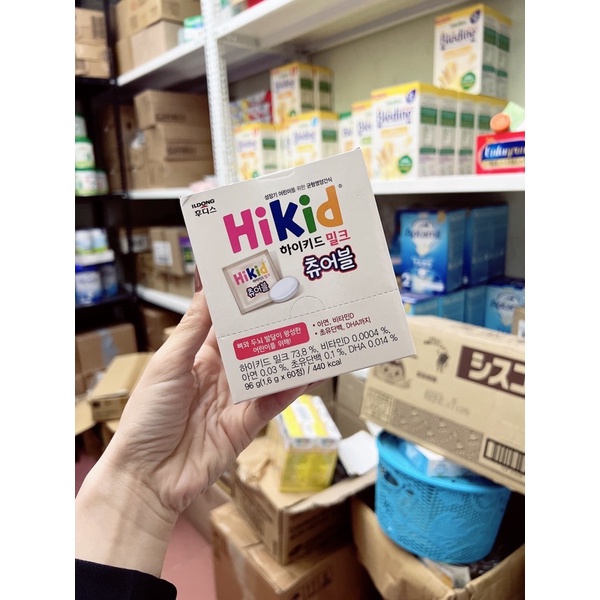 ILDONG
후디스
성장기 어린이를 위한 균형영양간식
HiKid®
하이키드 밀크
츄어블
HiKid
츄어블
뼈와 두뇌 발달이 왕성한
어린이를 위해!
• 아연, 비타민D
• 초유단백, DHA까지
하이키드 밀크 73.8 %, 비타민D 0.0004 %,
아연 0.03 %, 초유단백 0.1 %, DHA 0.014 %
96 g(1.6 g x 60정) / 440 kcal
Aptamil
シスコ